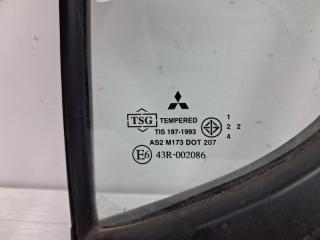 TSG TEMPERED
TIS 197-1993
AS2 M173 DOT 207
E6 43R-002086
1
2 2
4